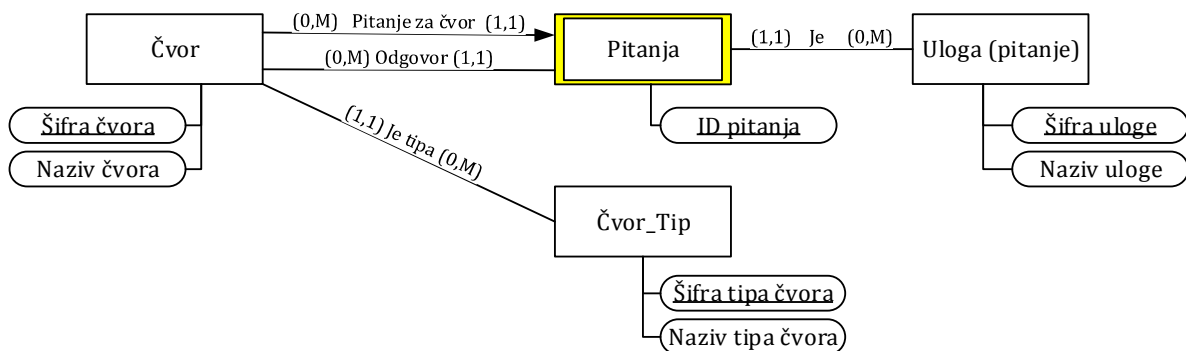 (0,M) Pitanje za čvor (1,1)
Čvor
Pitanja
(1,1) Je (0,M)
Uloga (pitanje)
(0,M) Odgovor (1,1)
Šifra čvora
Naziv čvora
(1,1) Je tipa (0,M)
ID pitanja
Šifra uloge
Naziv uloge
Čvor_Tip
Šifra tipa čvora
Naziv tipa čvora